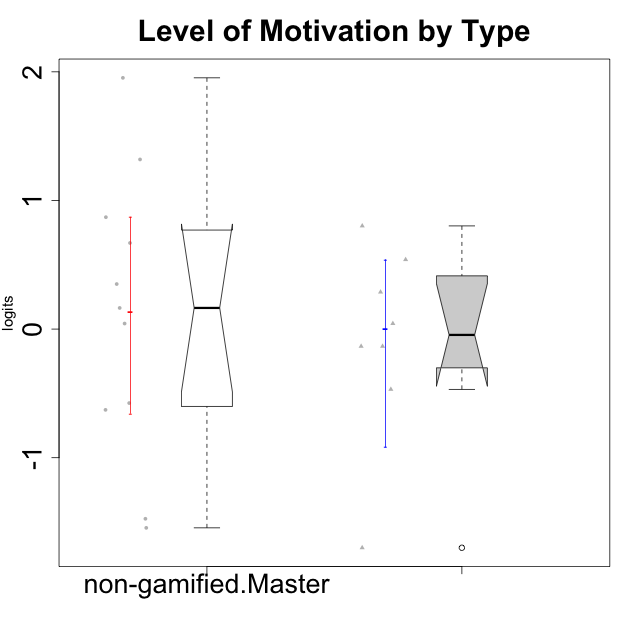 Level of Motivation by Type
logits
2
1
0
-1
non-gamified.Master